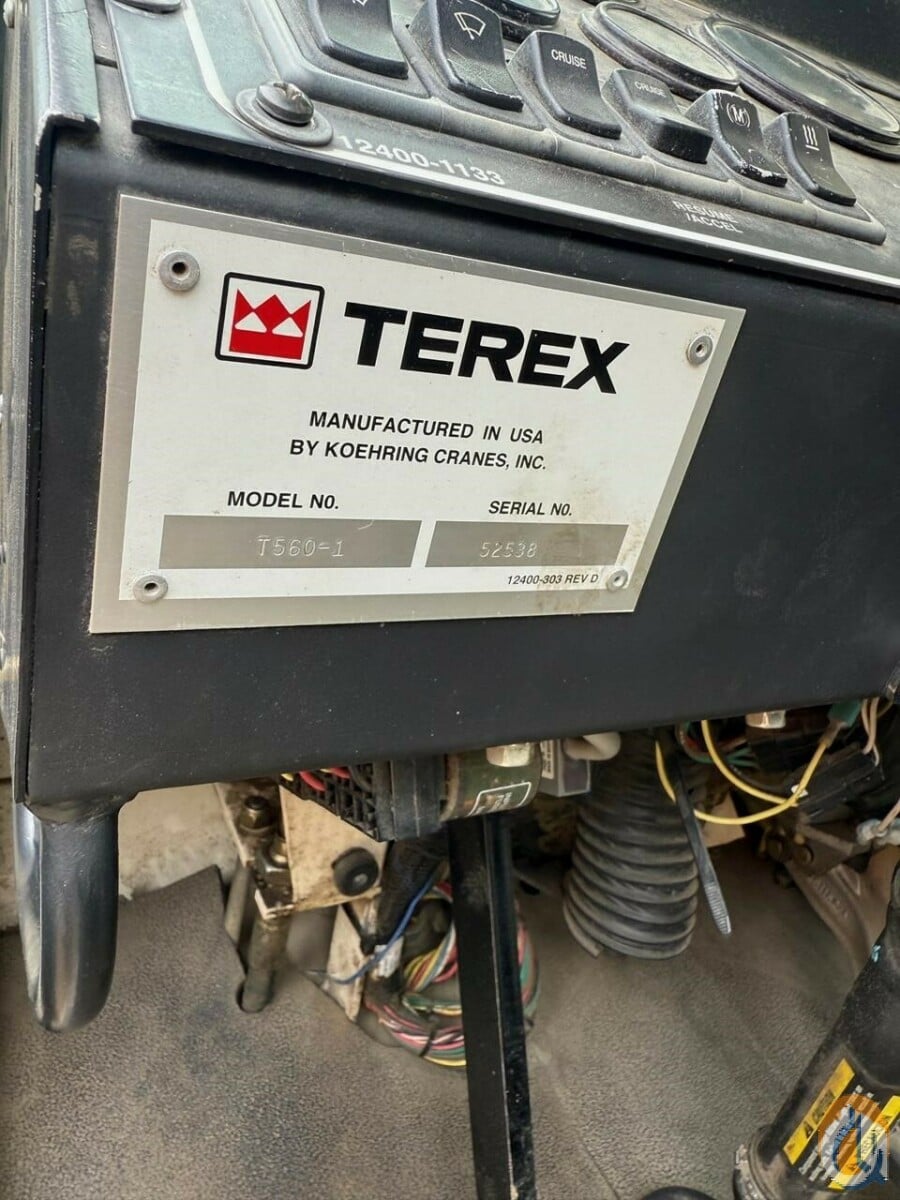 CRUISE
CRUISE
(M)
12400-1133
RESUME
/ACCEL
TEREX
MANUFACTURED IN USA
BY KOEHRING CRANES, INC.
MODEL NO.
SERIAL NO.
T560-1
52538
12400-303 REV D
CAUTION